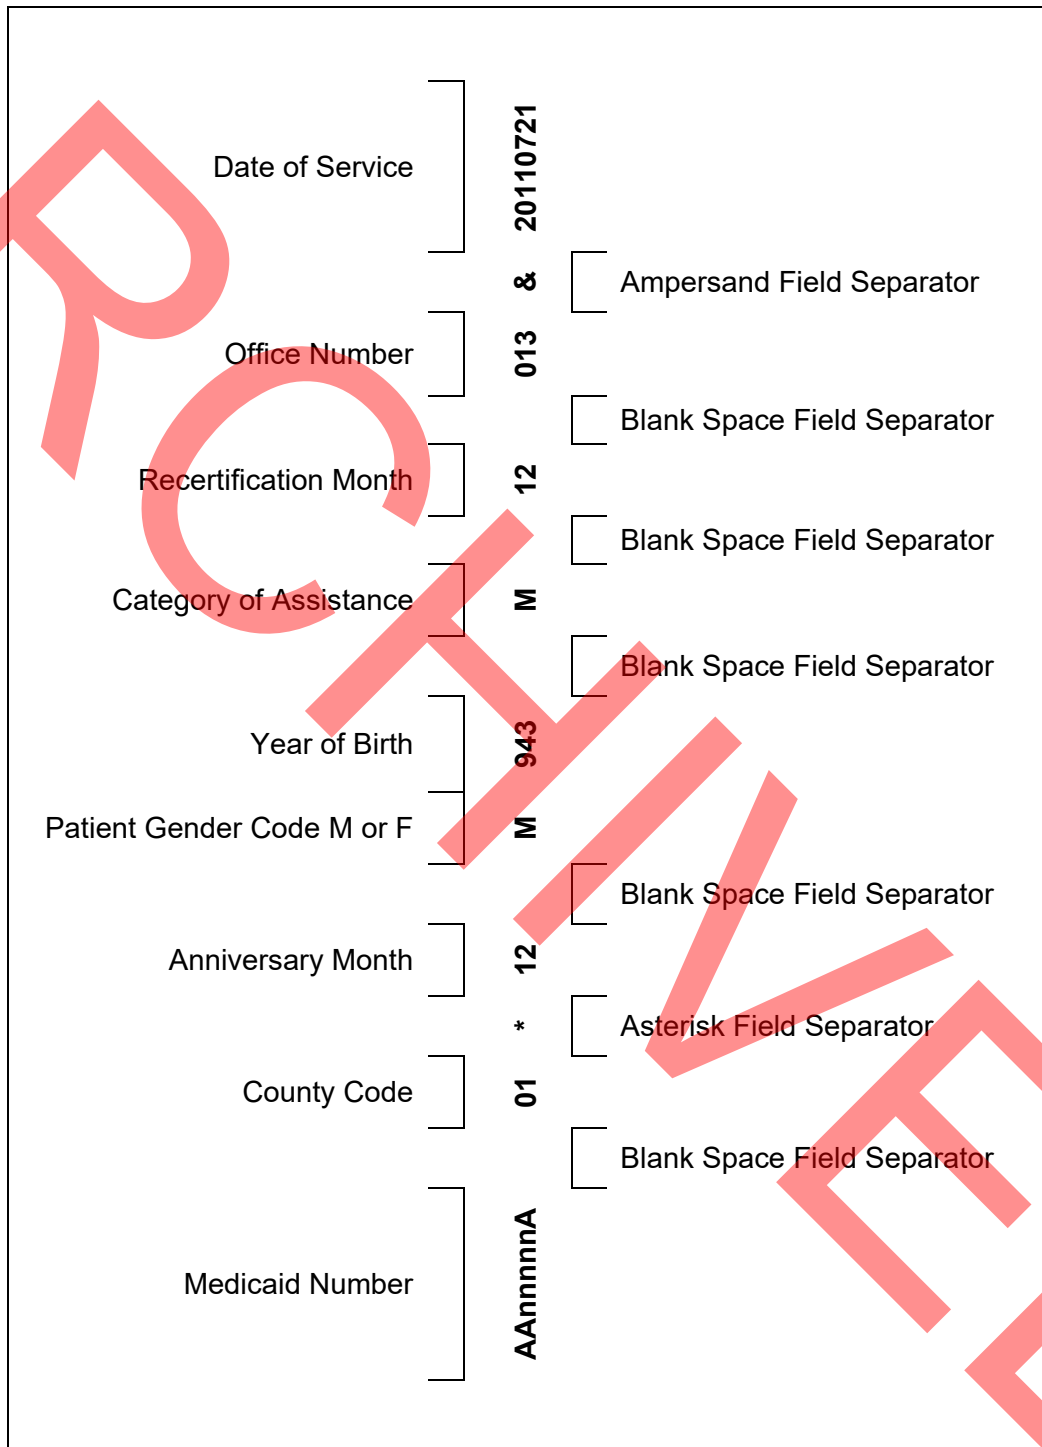 Date of Service
20110721
&
Ampersand Field Separator
Office Number
013
Blank Space Field Separator
Recertification Month
12
Blank Space Field Separator
Category of Assistance
M
Blank Space Field Separator
Year of Birth
943
Patient Gender Code M or F
M
Blank Space Field Separator
Anniversary Month
12
*
Asterisk Field Separator
County Code
01
Blank Space Field Separator
Medicaid Number
AAnnnnnA
RCHIVE